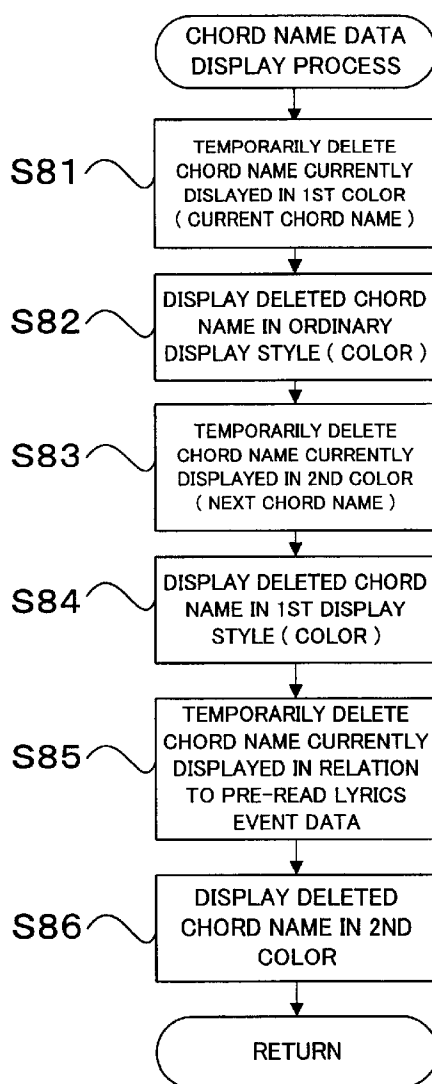 CHORD NAME DATA
DISPLAY PROCESS
S81
TEMPORARILY DELETE
CHORD NAME CURRENTLY
DISLAYED IN 1ST COLOR
( CURRENT CHORD NAME )
S82
DISPLAY DELETED CHORD
NAME IN ORDINARY
DISPLAY STYLE ( COLOR )
S83
TEMPORARILY DELETE
CHORD NAME CURRENTLY
DISPLAYED IN 2ND COLOR
( NEXT CHORD NAME )
S84
DISPLAY DELETED CHORD
NAME IN 1ST DISPLAY
STYLE ( COLOR )
S85
TEMPORARILY DELETE
CHORD NAME CURRENTLY
DISPLAYED IN RELATION
TO PRE-READ LYRICS
EVENT DATA
S86
DISPLAY DELETED
CHORD NAME IN 2ND
COLOR
RETURN